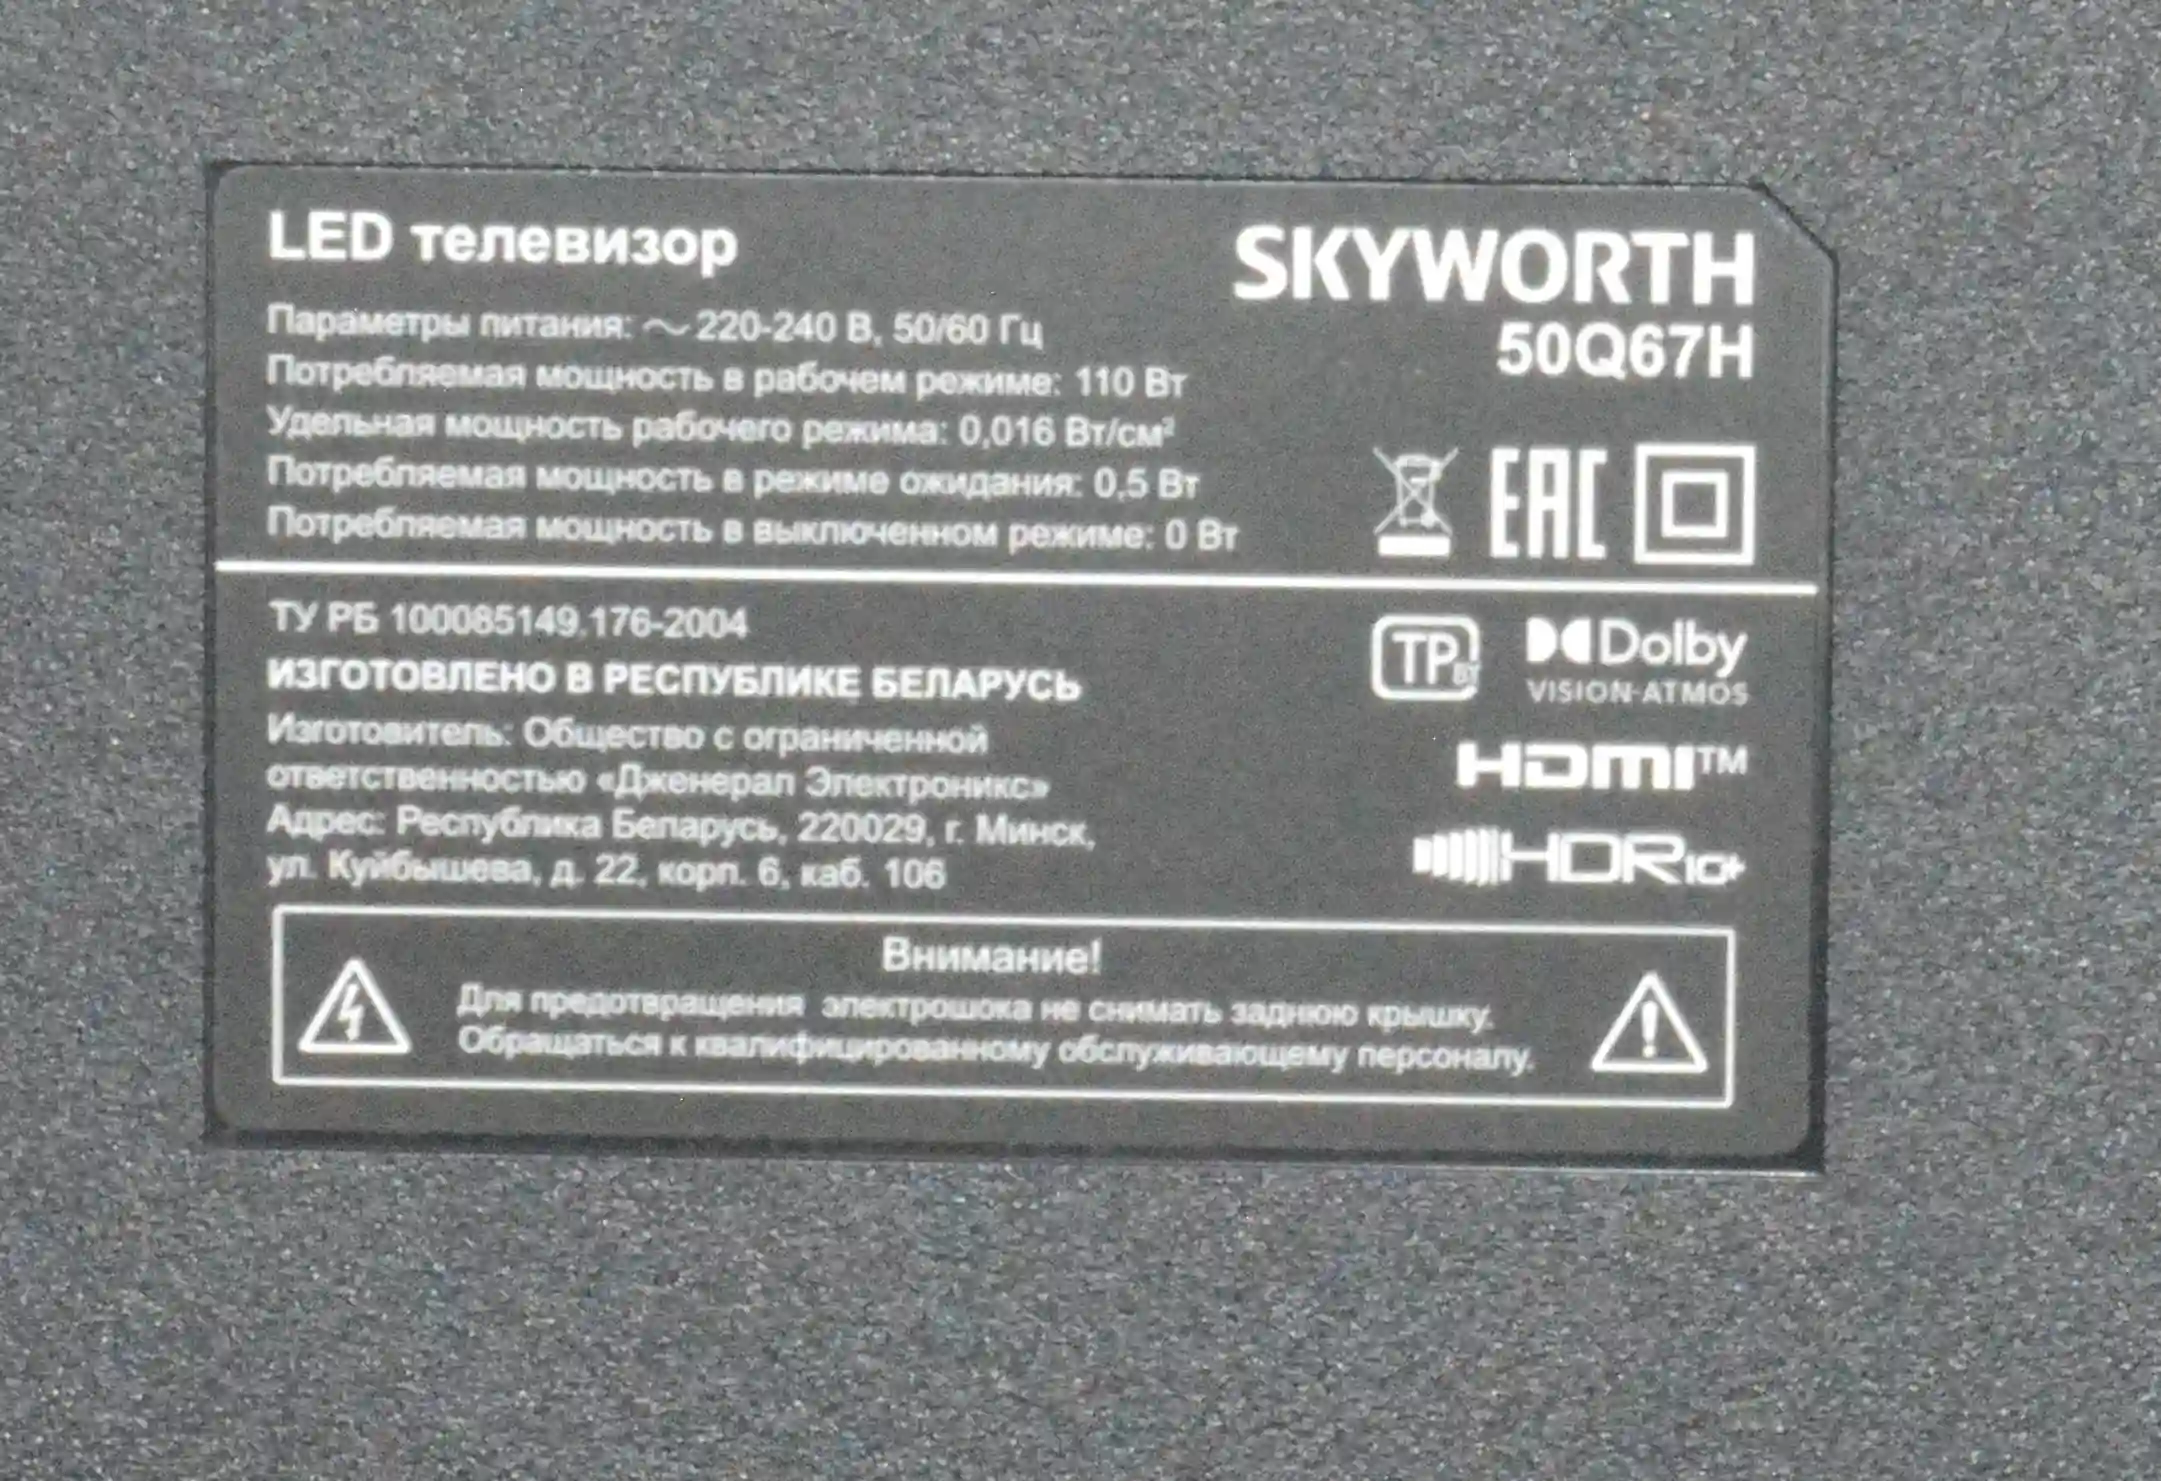 LED телевизор
SKYWORTH
50Q67H
Параметры питания: ～220-240 В, 50/60 Гц
Потребляемая мощность в рабочем режиме: 110 Вт
Удельная мощность рабочего режима: 0,016 Вт/см²
Потребляемая мощность в режиме ожидания: 0,5 Вт
Потребляемая мощность в выключенном режиме: 0 Вт
EAC
ТУ РБ 100085149.176-2004
ИЗГОТОВЛЕНО В РЕСПУБЛИКЕ БЕЛАРУСЬ
Изготовитель: Общество с ограниченной
ответственностью «Дженерал Электроникс»
Адрес: Республика Беларусь, 220029, г. Минск,
ул. Куйбышева, д. 22, корп. 6, каб. 106
ТР BY
Dolby
VISION·ATMOS
HDMI™
HDR10+
Внимание!
Для предотвращения электрошока не снимать заднюю крышку.
Обращаться к квалифицированному обслуживающему персоналу.